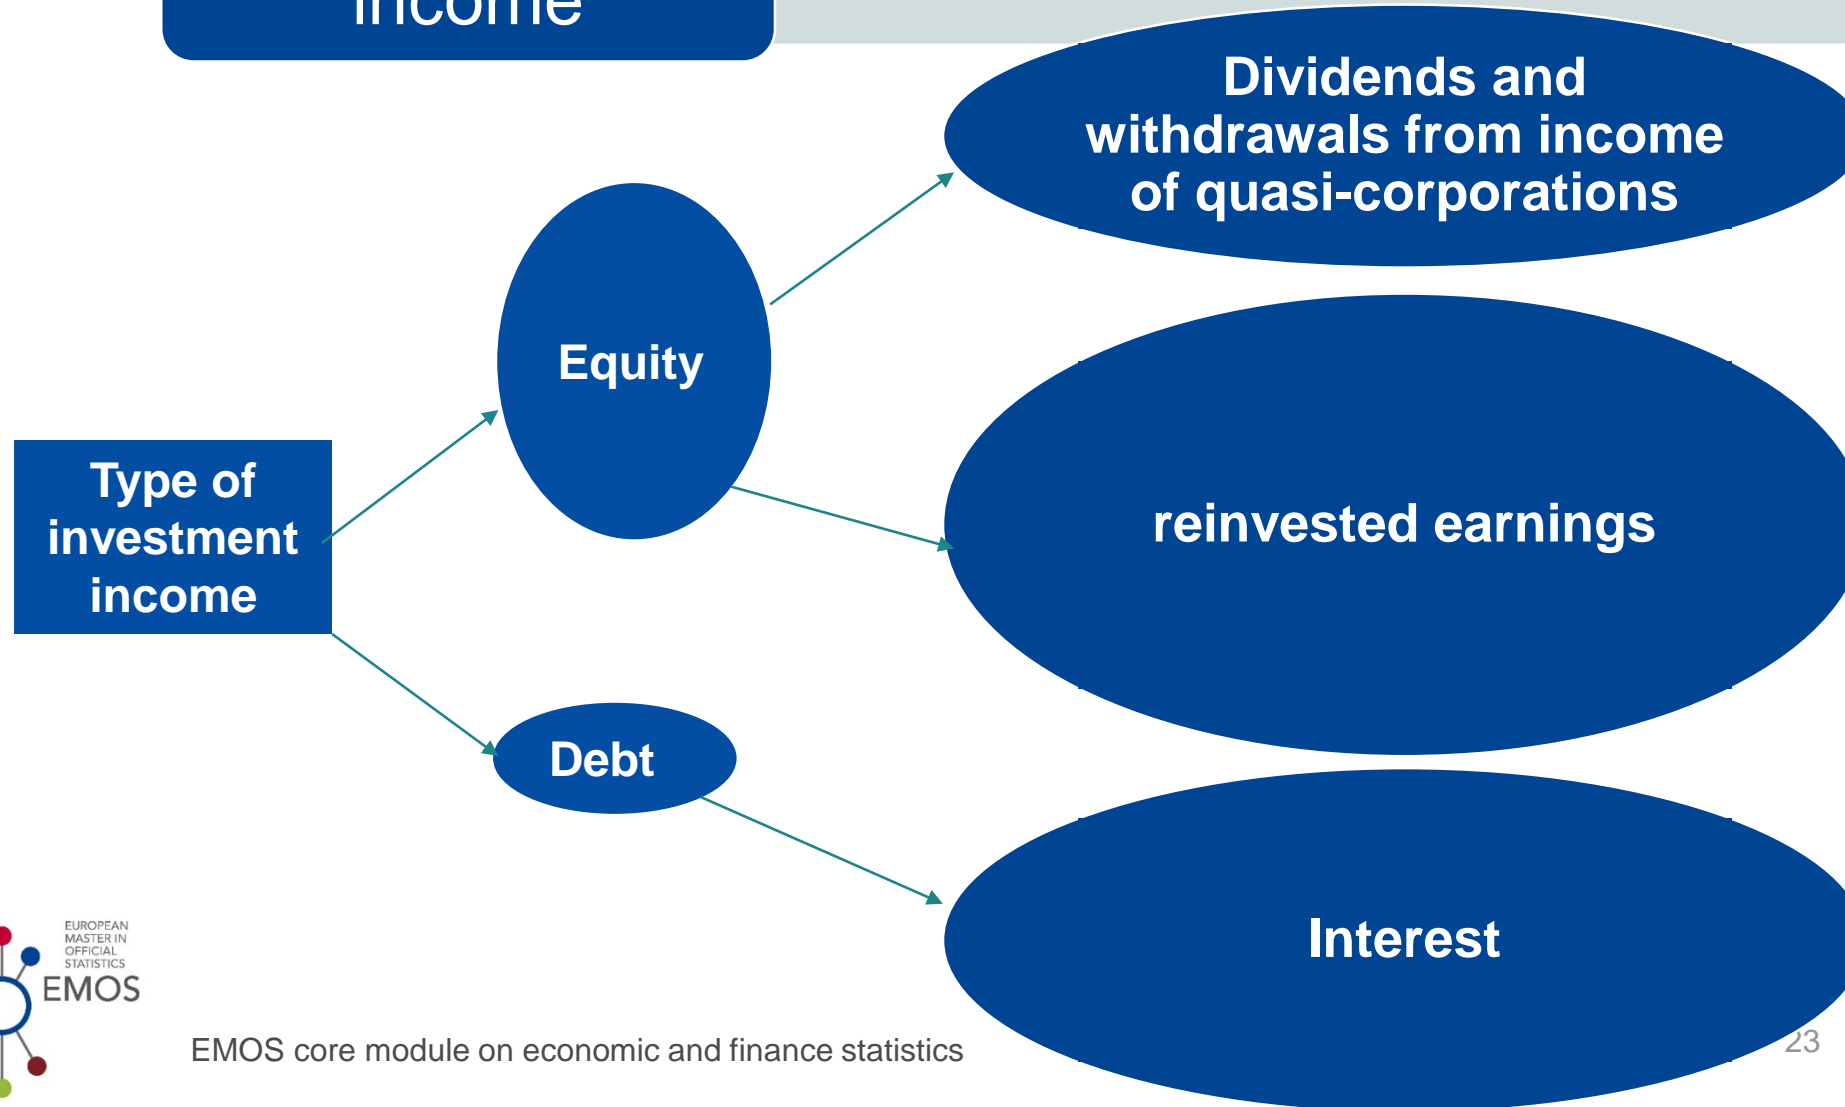 income
Dividends and
withdrawals from income
of quasi-corporations
Equity
Type of
investment
income
reinvested earnings
Debt
Interest
EUROPEAN
MASTER IN
OFFICIAL
STATISTICS
EMOS
EMOS core module on economic and finance statistics
23